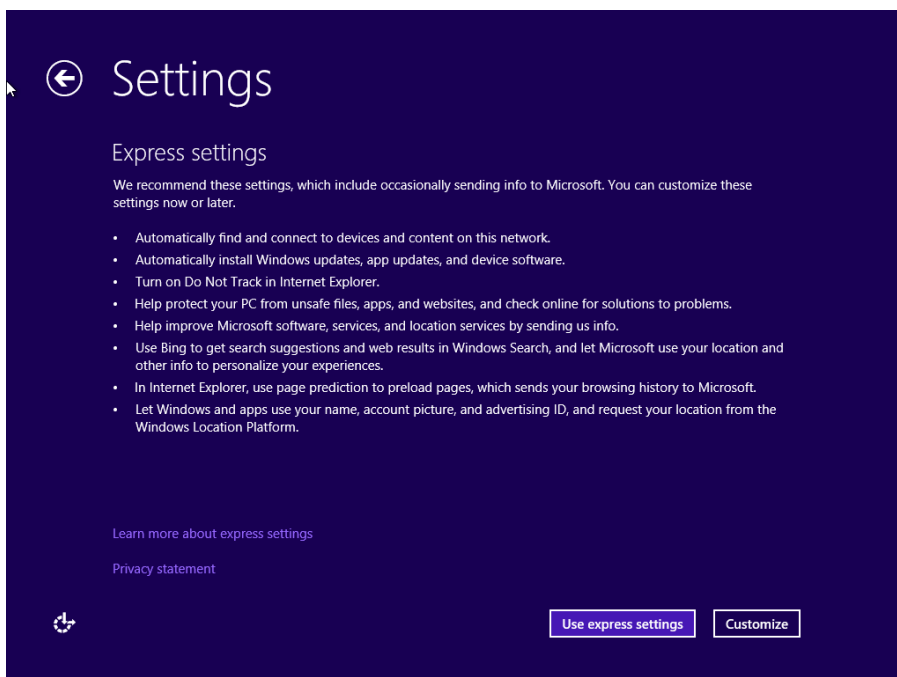 Settings
Express settings
We recommend these settings, which include occasionally sending info to Microsoft. You can customize these
settings now or later.
• Automatically find and connect to devices and content on this network.
• Automatically install Windows updates, app updates, and device software.
• Turn on Do Not Track in Internet Explorer.
• Help protect your PC from unsafe files, apps, and websites, and check online for solutions to problems.
• Help improve Microsoft software, services, and location services by sending us info.
• Use Bing to get search suggestions and web results in Windows Search, and let Microsoft use your location and
other info to personalize your experiences.
• In Internet Explorer, use page prediction to preload pages, which sends your browsing history to Microsoft.
• Let Windows and apps use your name, account picture, and advertising ID, and request your location from the
Windows Location Platform.
Learn more about express settings
Privacy statement
Use express settings
Customize